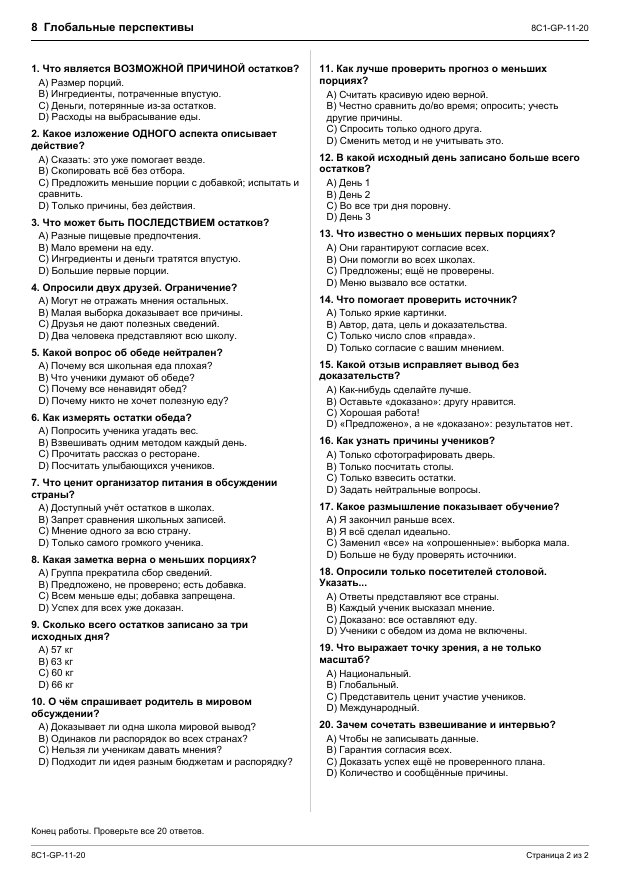 8 Глобальные перспективы
8C1-GP-11-20
1. Что является ВОЗМОЖНОЙ ПРИЧИНОЙ остатков?
A) Размер порций.
B) Ингредиенты, потраченные впустую.
C) Деньги, потерянные из-за остатков.
D) Расходы на выбрасывание еды.
2. Какое изложение ОДНОГО аспекта описывает
действие?
A) Сказать: это уже помогает везде.
B) Скопировать всё без отбора.
C) Предложить меньшие порции с добавкой; испытать и
сравнить.
D) Только причины, без действия.
3. Что может быть ПОСЛЕДСТВИЕМ остатков?
A) Разные пищевые предпочтения.
B) Мало времени на еду.
C) Ингредиенты и деньги тратятся впустую.
D) Большие первые порции.
4. Опросили двух друзей. Ограничение?
A) Могут не отражать мнения остальных.
B) Малая выборка доказывает все причины.
C) Друзья не дают полезных сведений.
D) Два человека представляют всю школу.
5. Какой вопрос об обеде нейтрален?
A) Почему вся школьная еда плохая?
B) Что ученики думают об обеде?
C) Почему все ненавидят обед?
D) Почему никто не хочет полезную еду?
6. Как измерять остатки обеда?
A) Попросить ученика угадать вес.
B) Взвешивать одним методом каждый день.
C) Прочитать рассказ о ресторане.
D) Посчитать улыбающихся учеников.
7. Что ценит организатор питания в обсуждении
страны?
A) Доступный учёт остатков в школах.
B) Запрет сравнения школьных записей.
C) Мнение одного за всю страну.
D) Только самого громкого ученика.
8. Какая заметка верна о меньших порциях?
A) Группа прекратила сбор сведений.
B) Предложено, не проверено; есть добавка.
C) Всем меньше еды; добавка запрещена.
D) Успех для всех уже доказан.
9. Сколько всего остатков записано за три
исходных дня?
A) 57 кг
B) 63 кг
C) 60 кг
D) 66 кг
10. О чём спрашивает родитель в мировом
обсуждении?
A) Доказывает ли одна школа мировой вывод?
B) Одинаков ли распорядок во всех странах?
C) Нельзя ли ученикам давать мнения?
D) Подходит ли идея разным бюджетам и распорядку?
11. Как лучше проверить прогноз о меньших
порциях?
A) Считать красивую идею верной.
B) Честно сравнить до/во время; опросить; учесть
другие причины.
C) Спросить только одного друга.
D) Сменить метод и не учитывать это.
12. В какой исходный день записано больше всего
остатков?
A) День 1
B) День 2
C) Во все три дня поровну.
D) День 3
13. Что известно о меньших первых порциях?
A) Они гарантируют согласие всех.
B) Они помогли во всех школах.
C) Предложены; ещё не проверены.
D) Меню вызвало все остатки.
14. Что помогает проверить источник?
A) Только яркие картинки.
B) Автор, дата, цель и доказательства.
C) Только число слов «правда».
D) Только согласие с вашим мнением.
15. Какой отзыв исправляет вывод без
доказательств?
A) Как-нибудь сделайте лучше.
B) Оставьте «доказано»: другу нравится.
C) Хорошая работа!
D) «Предложено», а не «доказано»: результатов нет.
16. Как узнать причины учеников?
A) Только сфотографировать дверь.
B) Только посчитать столы.
C) Только взвесить остатки.
D) Задать нейтральные вопросы.
17. Какое размышление показывает обучение?
A) Я закончил раньше всех.
B) Я всё сделал идеально.
C) Заменил «все» на «опрошенные»: выборка мала.
D) Больше не буду проверять источники.
18. Опросили только посетителей столовой.
Указать...
A) Ответы представляют все страны.
B) Каждый ученик высказал мнение.
C) Доказано: все оставляют еду.
D) Ученики с обедом из дома не включены.
19. Что выражает точку зрения, а не только
масштаб?
A) Национальный.
B) Глобальный.
C) Представитель ценит участие учеников.
D) Международный.
20. Зачем сочетать взвешивание и интервью?
A) Чтобы не записывать данные.
B) Гарантия согласия всех.
C) Доказать успех ещё не проверенного плана.
D) Количество и сообщённые причины.
Конец работы. Проверьте все 20 ответов.
8C1-GP-11-20
Страница 2 из 2